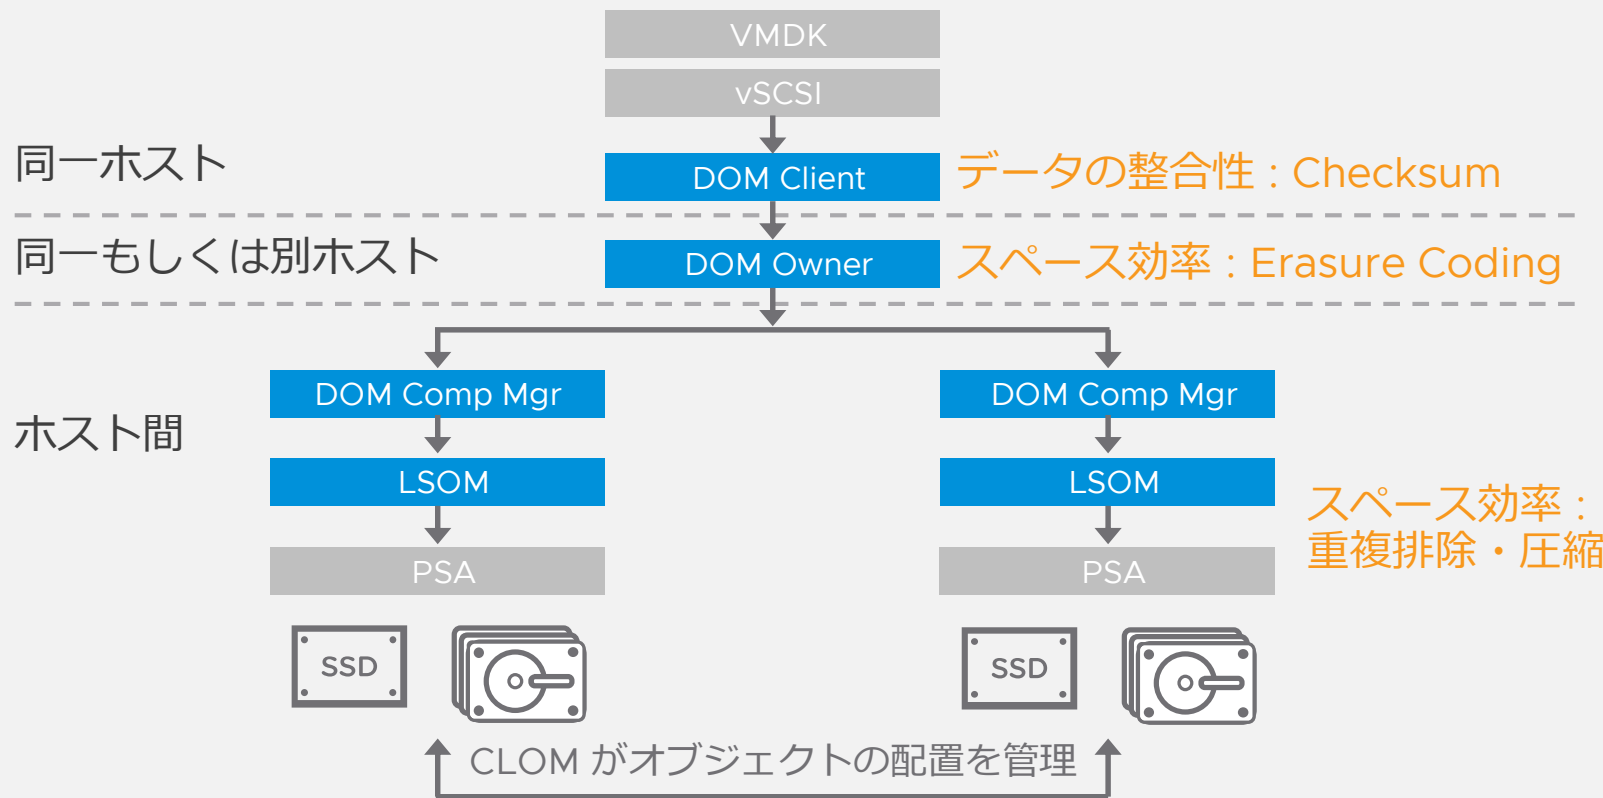 VMDK
vSCSI
同一ホスト
DOM Client
データの整合性 : Checksum
同一もしくは別ホスト
DOM Owner
スペース効率 : Erasure Coding
DOM Comp Mgr
DOM Comp Mgr
ホスト間
LSOM
LSOM
スペース効率 :
重複排除・圧縮
PSA
PSA
SSD
SSD
CLOM がオブジェクトの配置を管理